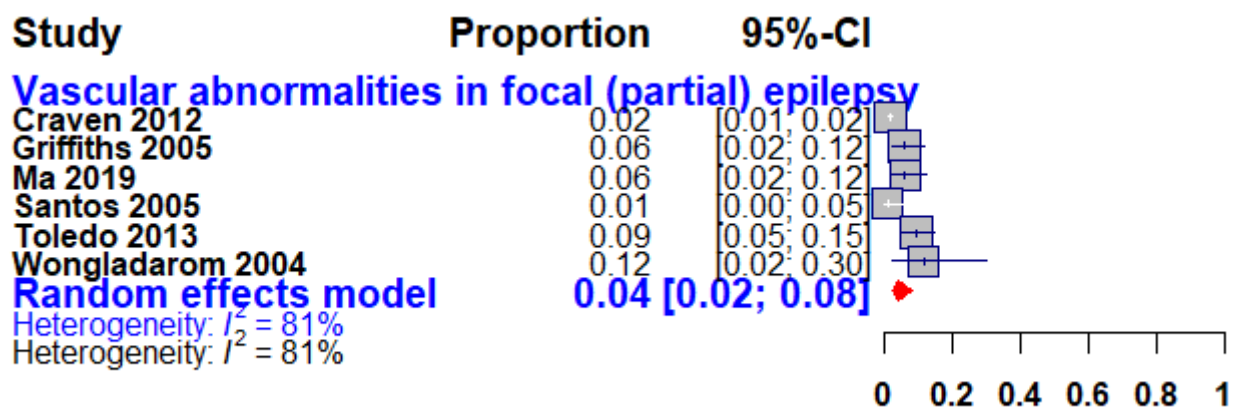 Study Proportion 95%-CI
Vascular abnormalities in focal (partial) epilepsy
Craven 2012 0.02 [0.01; 0.02]
Griffiths 2005 0.06 [0.02; 0.12]
Ma 2019 0.06 [0.02; 0.12]
Santos 2005 0.01 [0.00; 0.05]
Toledo 2013 0.09 [0.05; 0.15]
Wongladarom 2004 0.12 [0.02; 0.30]
Random effects model 0.04 [0.02; 0.08]
Heterogeneity: I² = 81%
Heterogeneity: I² = 81%
0 0.2 0.4 0.6 0.8 1